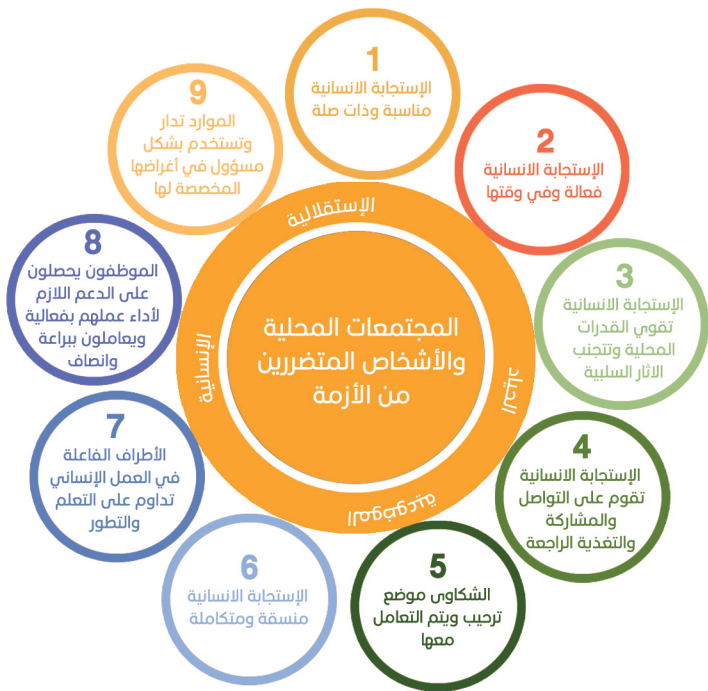 1
الإستجابة الانسانية
مناسبة وذات صلة
2
الإستجابة الانسانية
فعالة وفي وقتها
3
الإستجابة الانسانية
تقوي القدرات
المحلية وتتجنب
الاثار السلبية
4
الإستجابة الانسانية
تقوم على التواصل
والمشاركة
والتغذية الراجعة
5
الشكاوى موضع
ترحيب ويتم التعامل
معها
6
الإستجابة الانسانية
منسقة ومتكاملة
7
الأطراف الفاعلة
في العمل الإنساني
تداوم على التعلم
والتطور
8
الموظفون يحصلون
على الدعم اللازم
لأداء عملهم بفعالية
ويعاملون ببراعة
وانصاف
9
الموارد تدار
وتستخدم بشكل
مسؤول في أغراضها
المخصصة لها
الإستقلالية
الحياد
الموضوعية
الإنسانية
المجتمعات المحلية
والأشخاص المتضررين
من الأزمة